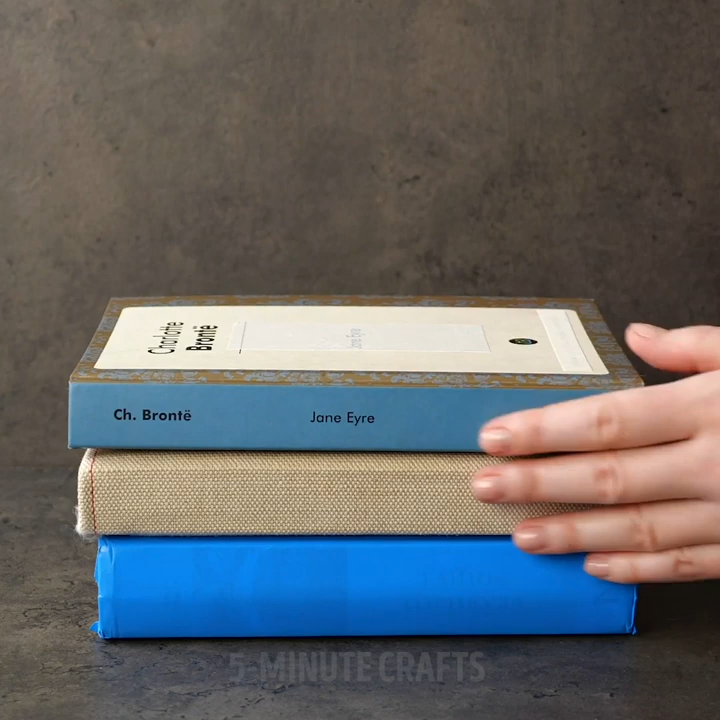 Charlotte
Brontë
Jane Eyre
Ch. Brontë
Jane Eyre
5-MINUTE CRAFTS